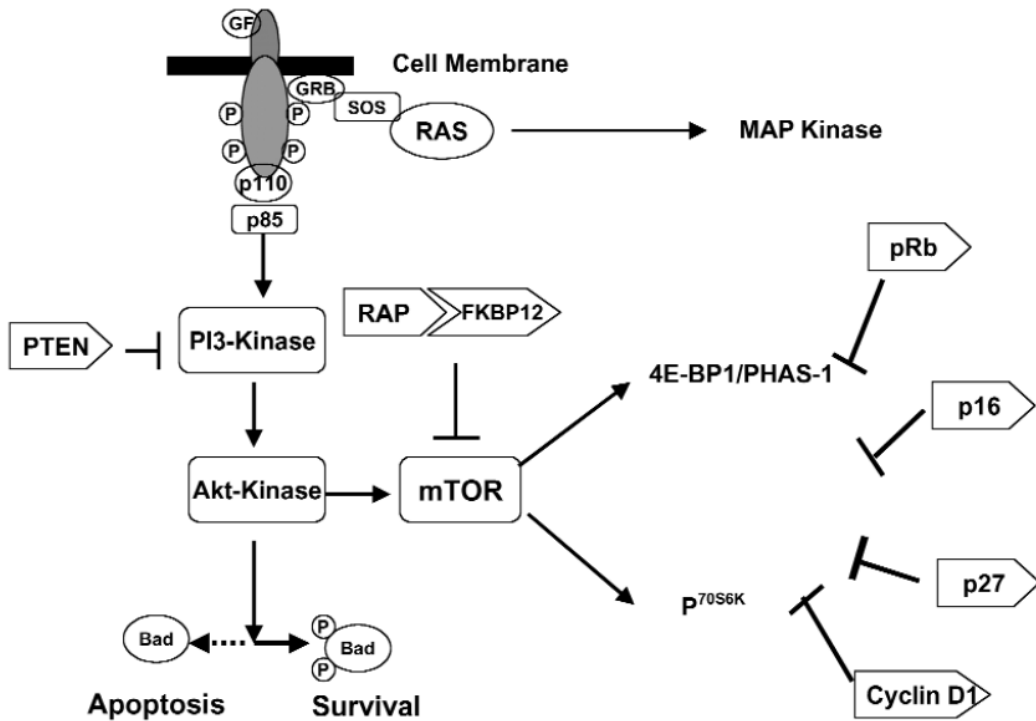 GF
Cell Membrane
GRB
SOS
RAS
MAP Kinase
P
P
P
P
p110
p85
pRb
RAP
FKBP12
PTEN
PI3-Kinase
4E-BP1/PHAS-1
p16
Akt-Kinase
mTOR
p27
P70S6K
P
Bad
Bad
P
Cyclin D1
Apoptosis
Survival